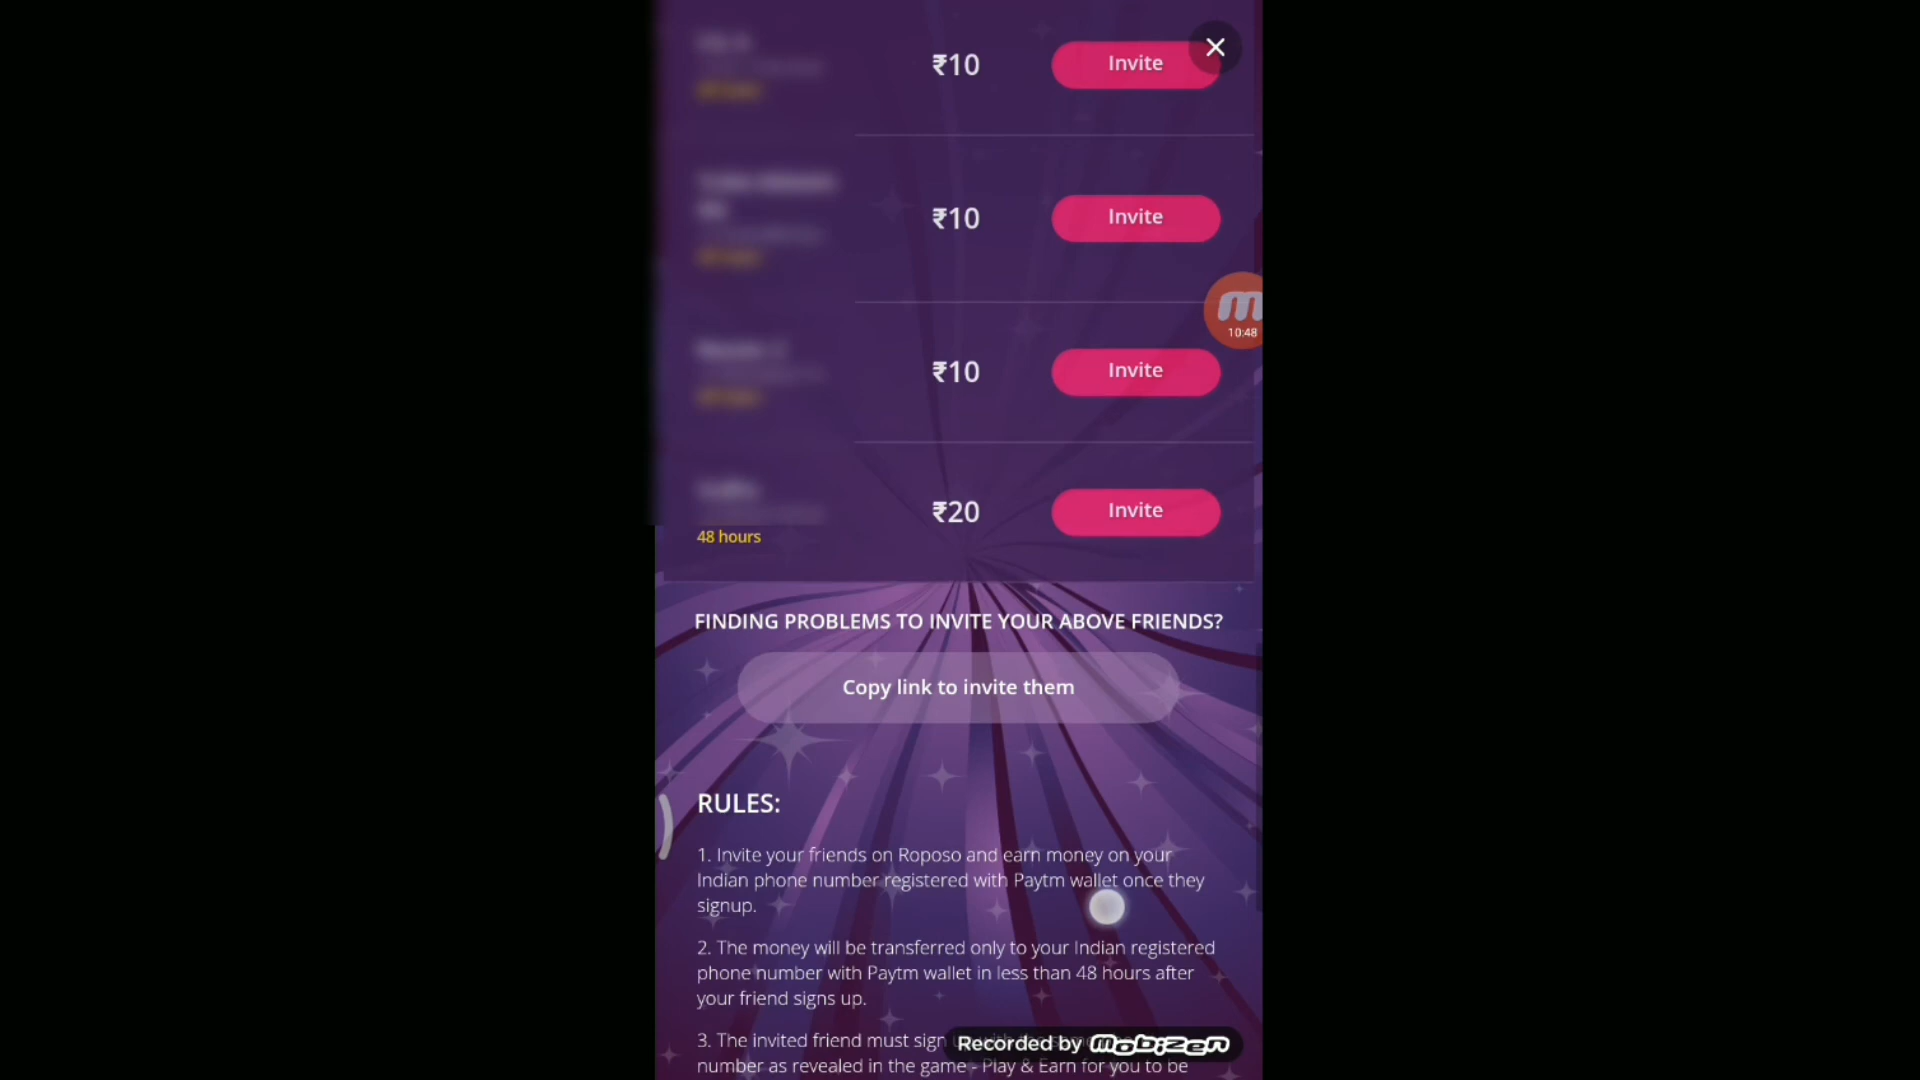 ₹10 Invite
₹10 Invite
10:48
₹10 Invite
₹20 Invite
48 hours
FINDING PROBLEMS TO INVITE YOUR ABOVE FRIENDS?
Copy link to invite them
RULES:
1. Invite your friends on Roposo and earn money on your
Indian phone number registered with Paytm wallet once they
signup.
2. The money will be transferred only to your Indian registered
phone number with Paytm wallet in less than 48 hours after
your friend signs up.
3. The invited friend must sign
Recorded by Mobizen
number as revealed in the game - Play & Earn for you to be